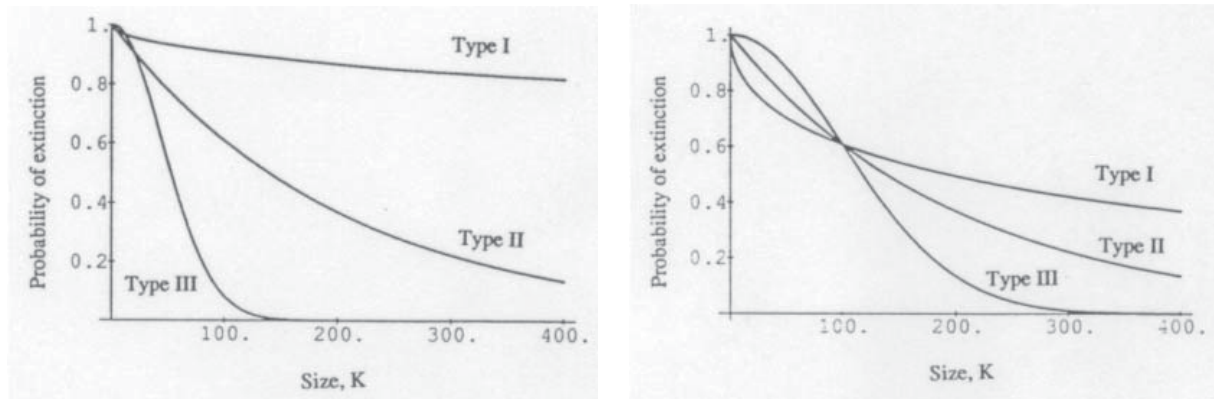 Probability of extinction
1.
0.8
0.6
0.4
0.2
Type I
Type II
Type III
100.
200.
300.
400.
Size, K
Probability of extinction
1.
0.8
0.6
0.4
0.2
Type I
Type II
Type III
100.
200.
300.
400.
Size, K